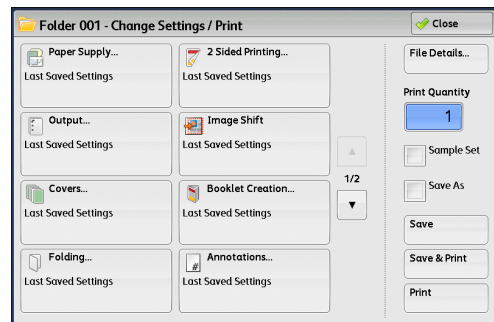 Folder 001 - Change Settings / Print
Close
Paper Supply...
Last Saved Settings
2 Sided Printing...
Last Saved Settings
Output...
Last Saved Settings
Image Shift
Last Saved Settings
Covers...
Last Saved Settings
Booklet Creation...
Last Saved Settings
Folding...
Last Saved Settings
#
Annotations...
Last Saved Settings
1/2
File Details...
Print Quantity
1
Sample Set
Save As
Save
Save & Print
Print